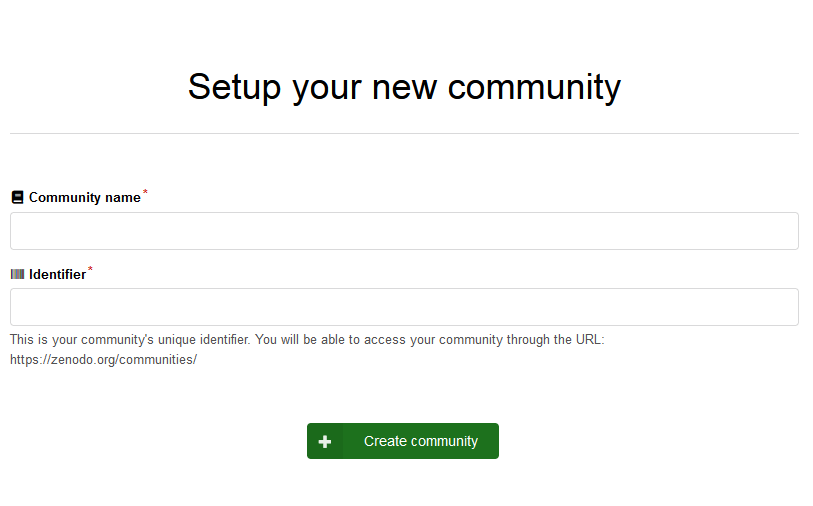 Setup your new community
Community name*
Identifier*
This is your community's unique identifier. You will be able to access your community through the URL:
https://zenodo.org/communities/
Create community